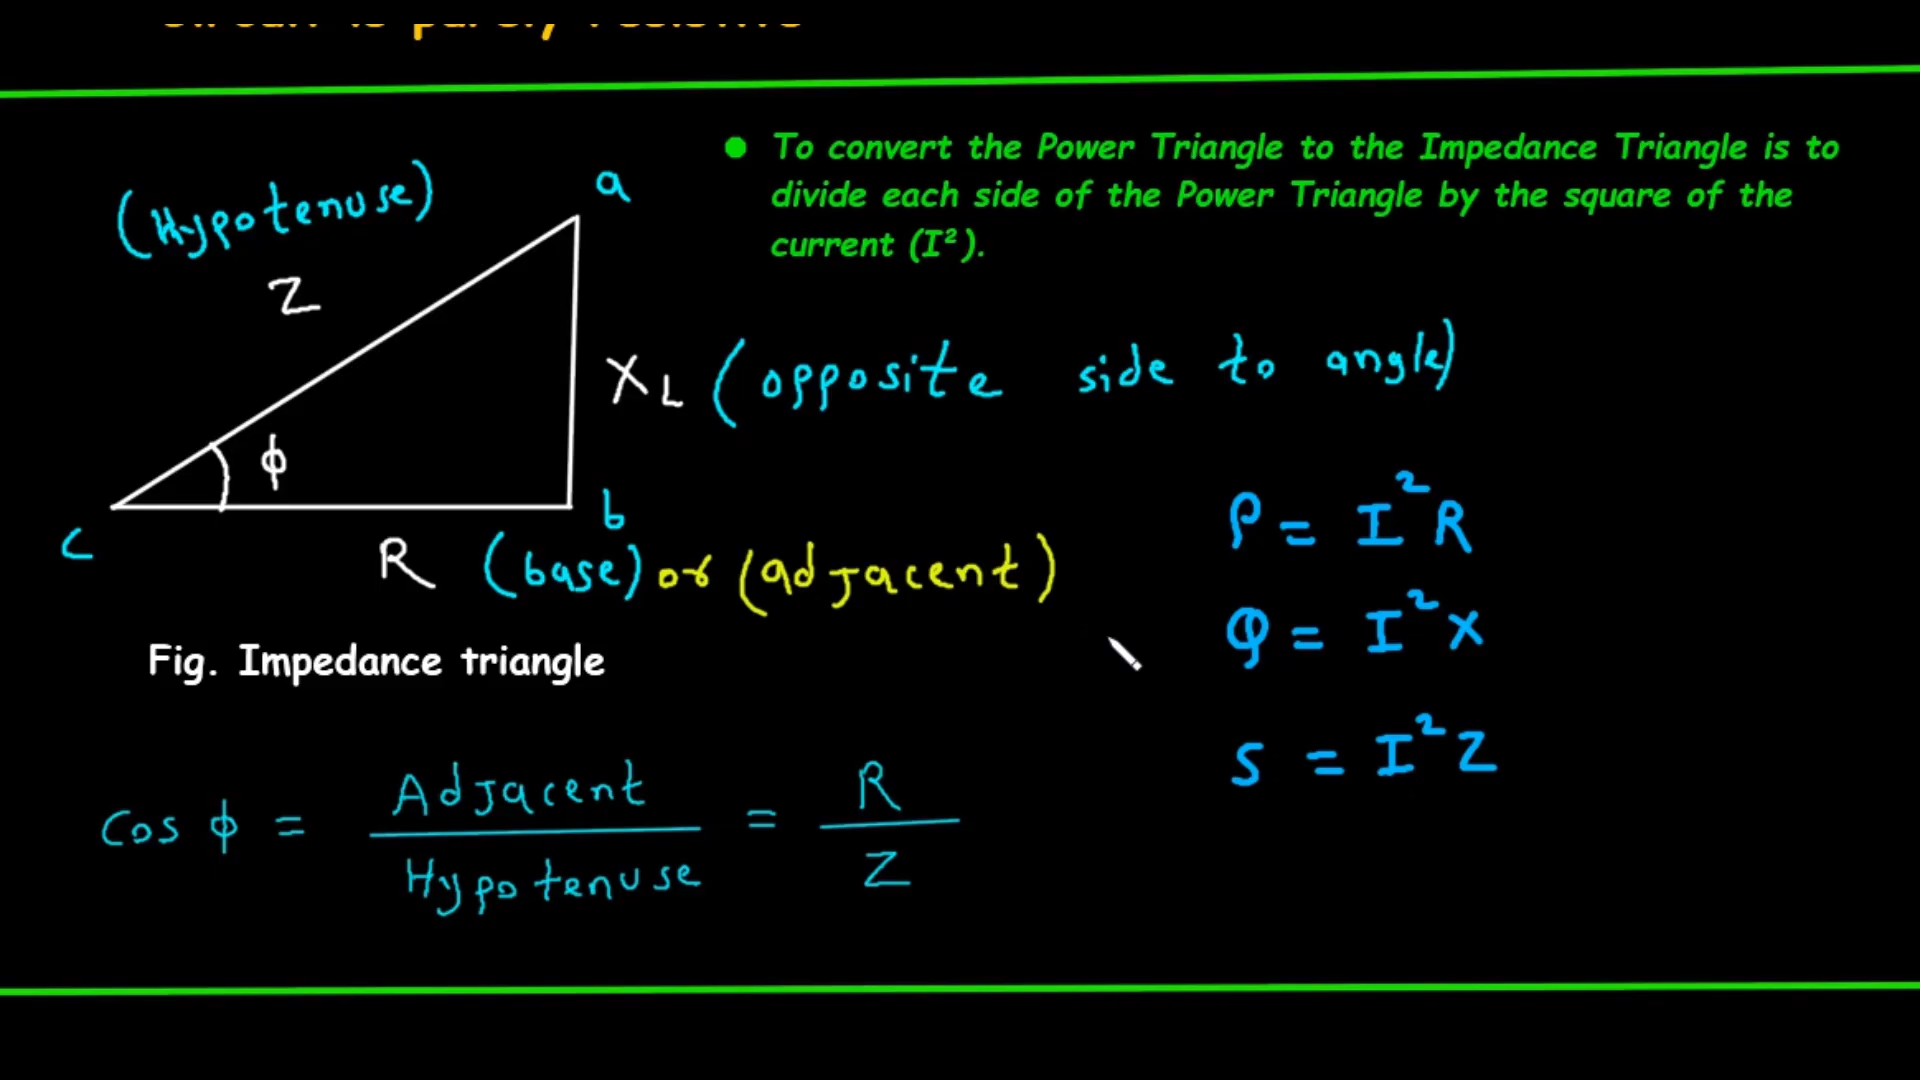 ● To convert the Power Triangle to the Impedance Triangle is to
divide each side of the Power Triangle by the square of the
current (I²).
(Hypotenuse)
a
Z
XL (opposite side to angle)
ϕ
c
b
R (base) or (adjacent)
P = I²R
Q = I²X
S = I²Z
Fig. Impedance triangle
Cos ϕ = Adjacent / Hypotenuse = R / Z